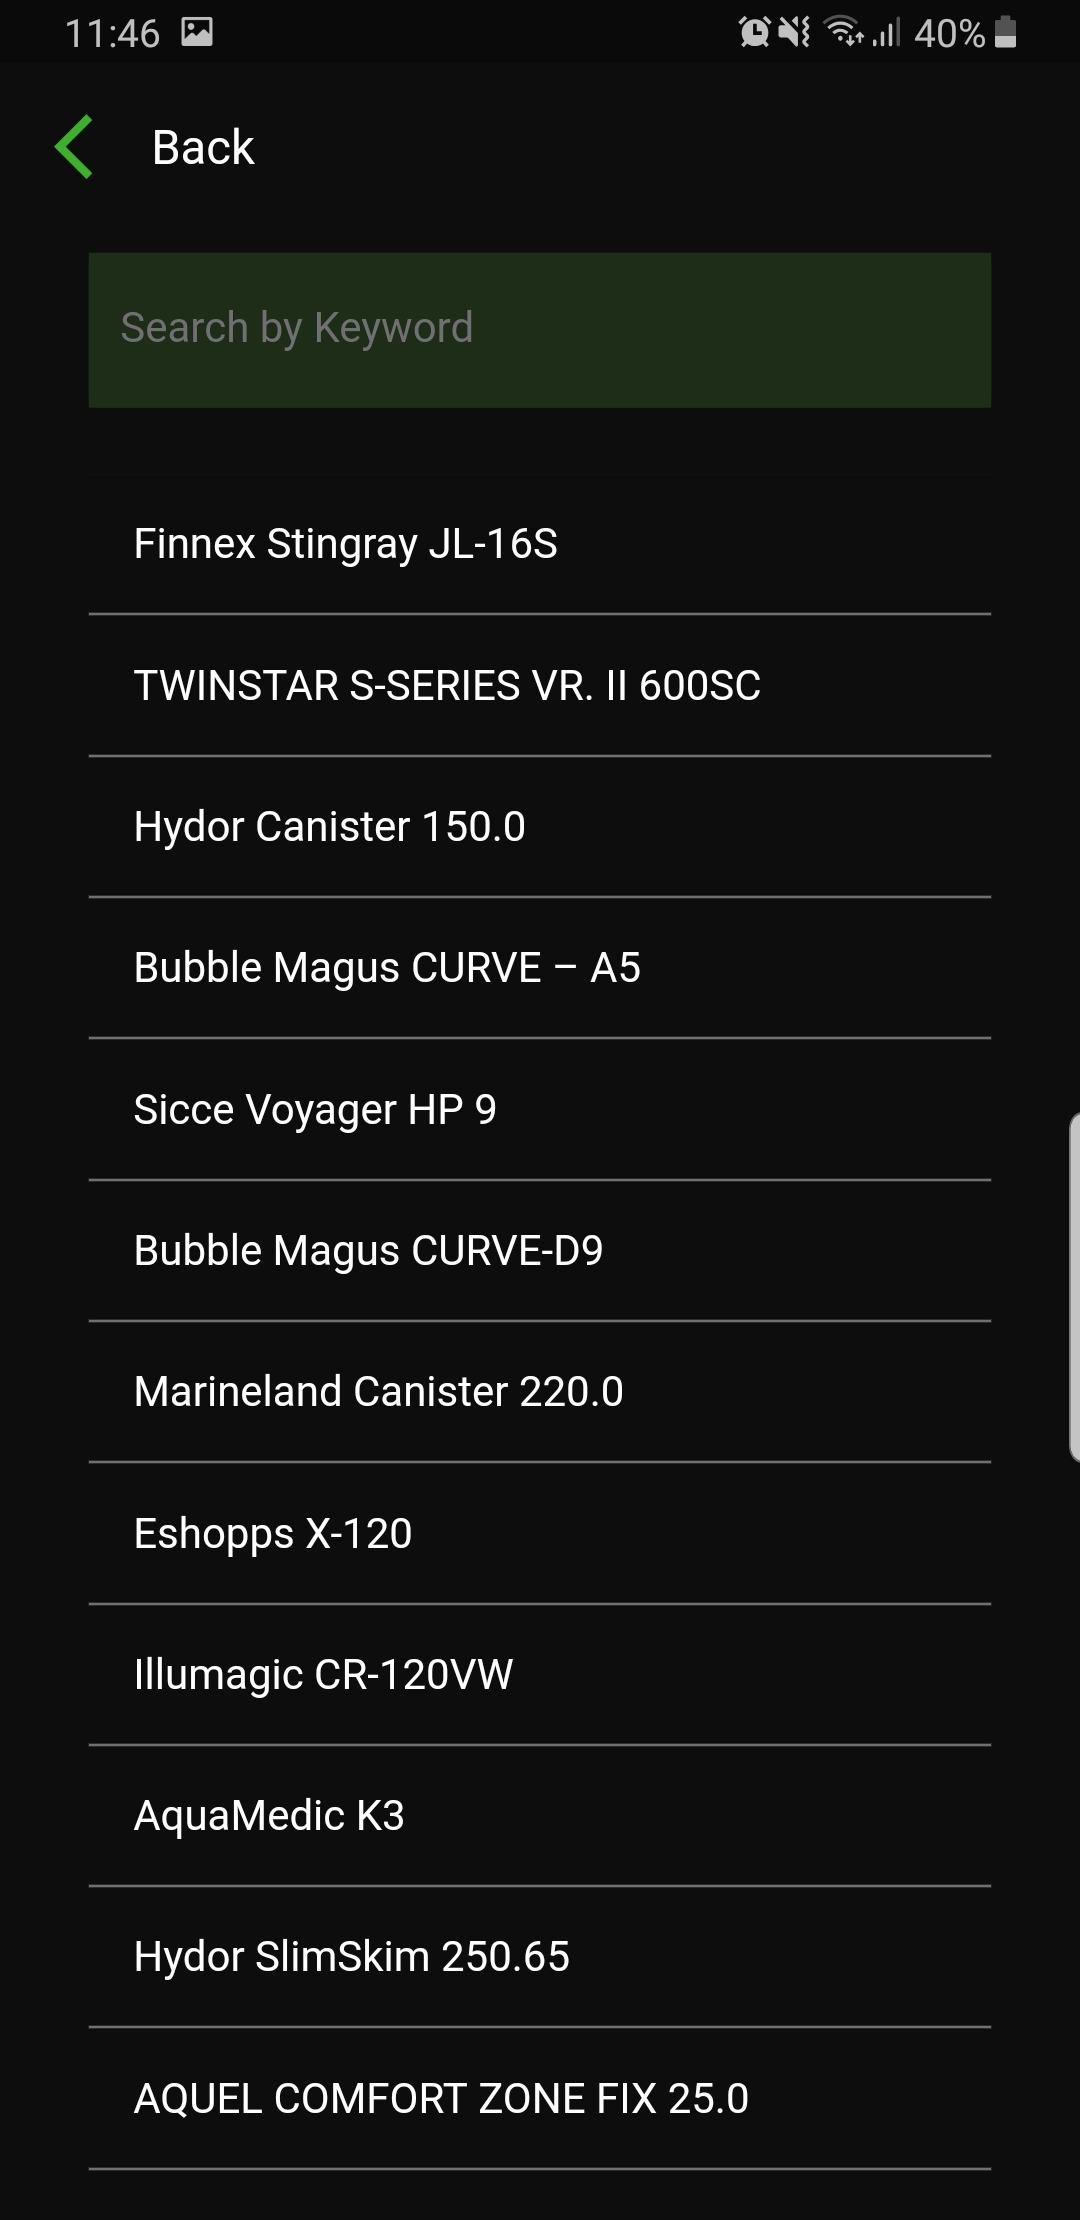 11:46
40%
Back
Search by Keyword
Finnex Stingray JL-16S
TWINSTAR S-SERIES VR. II 600SC
Hydor Canister 150.0
Bubble Magus CURVE – A5
Sicce Voyager HP 9
Bubble Magus CURVE-D9
Marineland Canister 220.0
Eshopps X-120
Illumagic CR-120VW
AquaMedic K3
Hydor SlimSkim 250.65
AQUEL COMFORT ZONE FIX 25.0